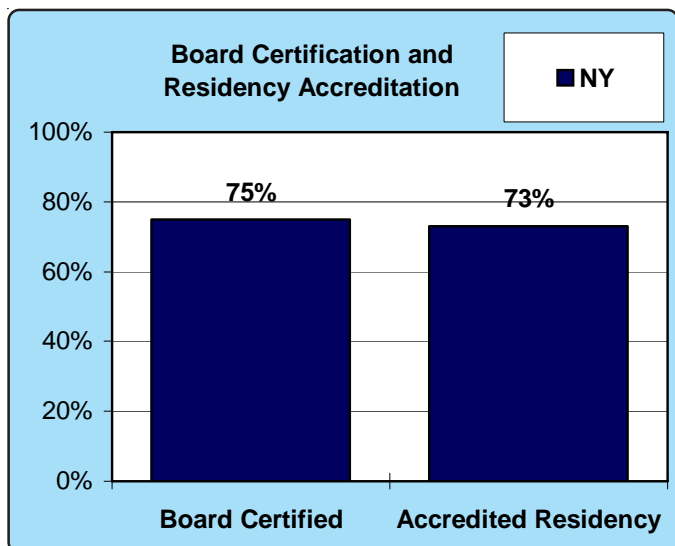 Board Certification and
Residency Accreditation
NY
100%
80%
60%
40%
20%
0%
75%
73%
Board Certified
Accredited Residency